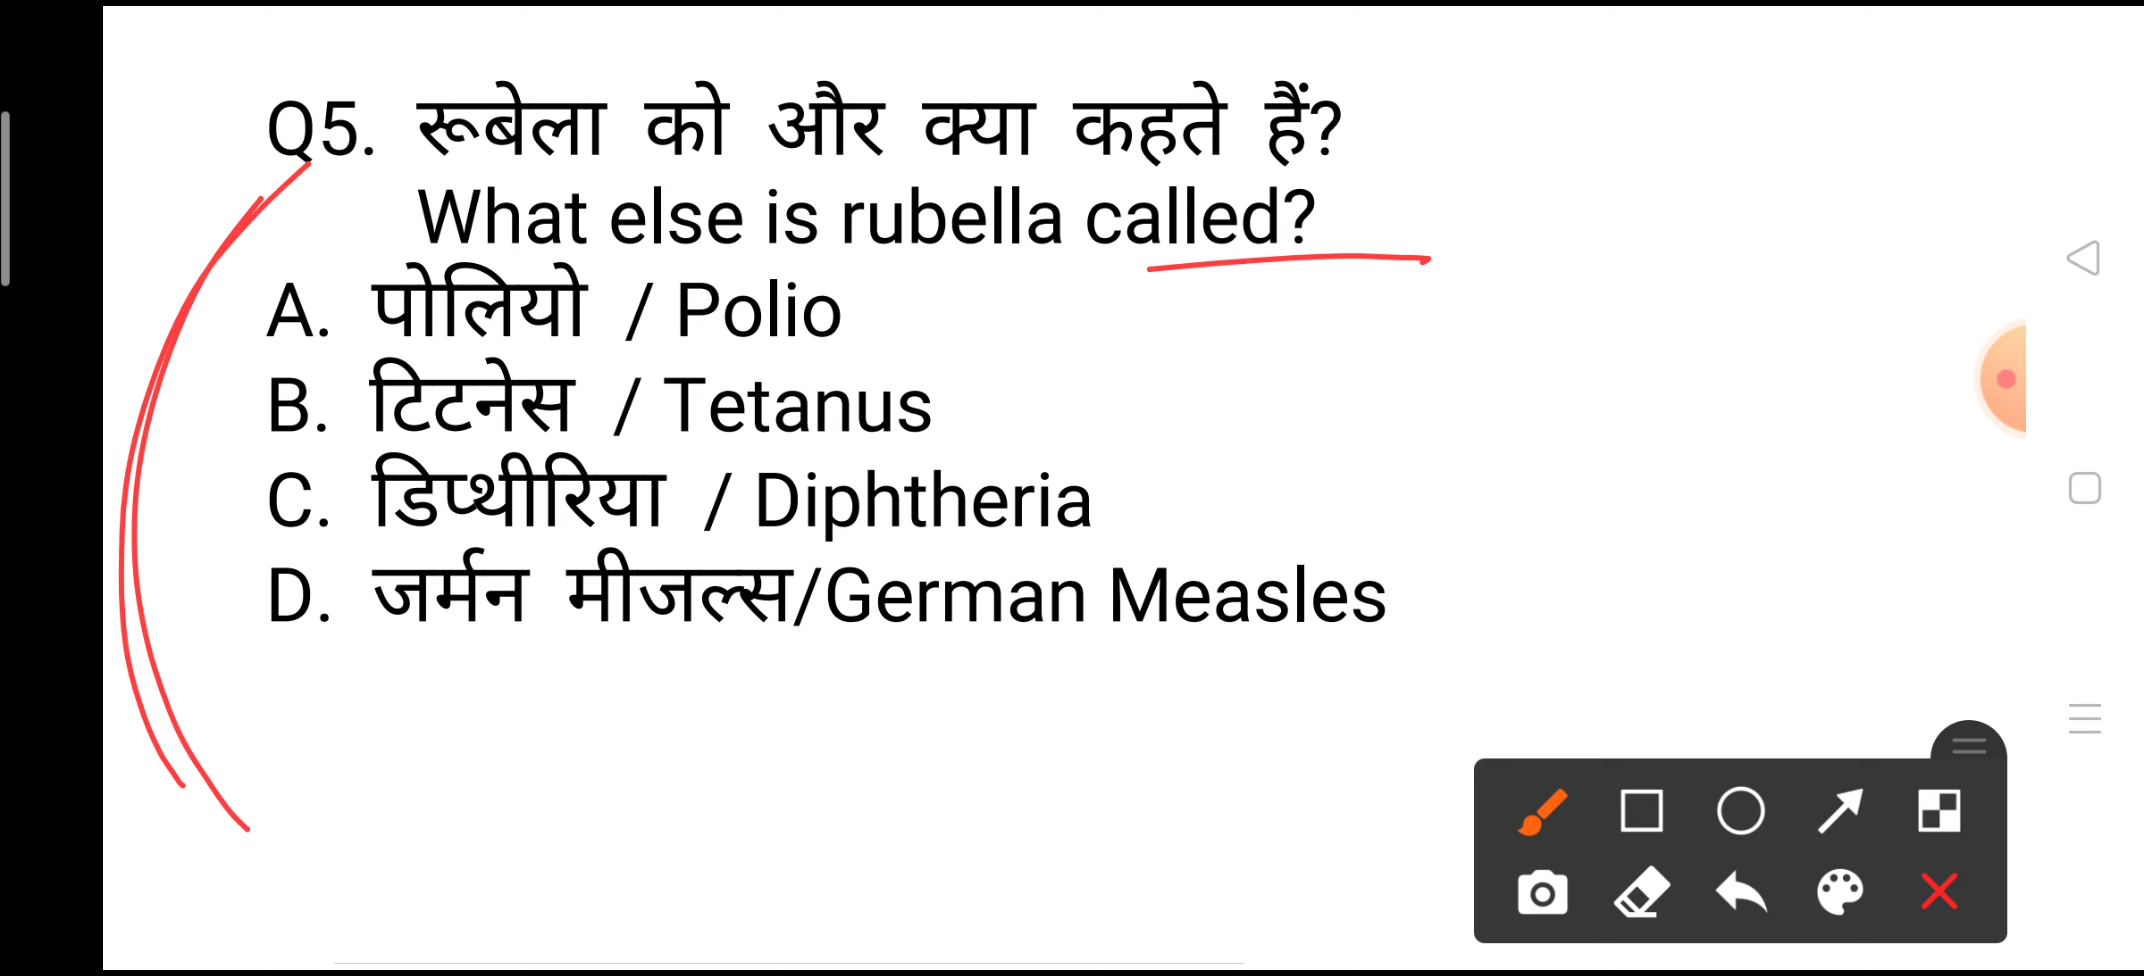 Q5. रूबेला को और क्या कहते हैं?
What else is rubella called?
A. पोलियो / Polio
B. टिटनेस / Tetanus
C. डिप्थीरिया / Diphtheria
D. जर्मन मीजल्स/German Measles